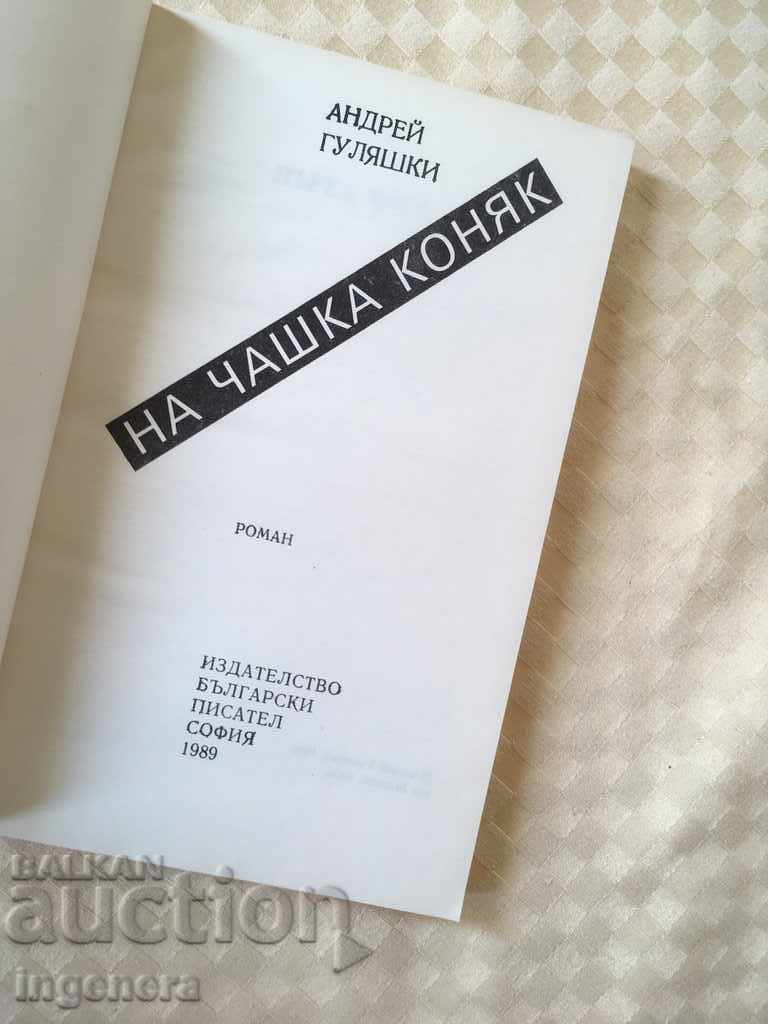 АНДРЕЙ
ГУЛЯШКИ
НА ЧАШКА КОНЯК
РОМАН
ИЗДАТЕЛСТВО
БЪЛГАРСКИ
ПИСАТЕЛ
СОФИЯ
1989
BALKAN
auction
ingenera